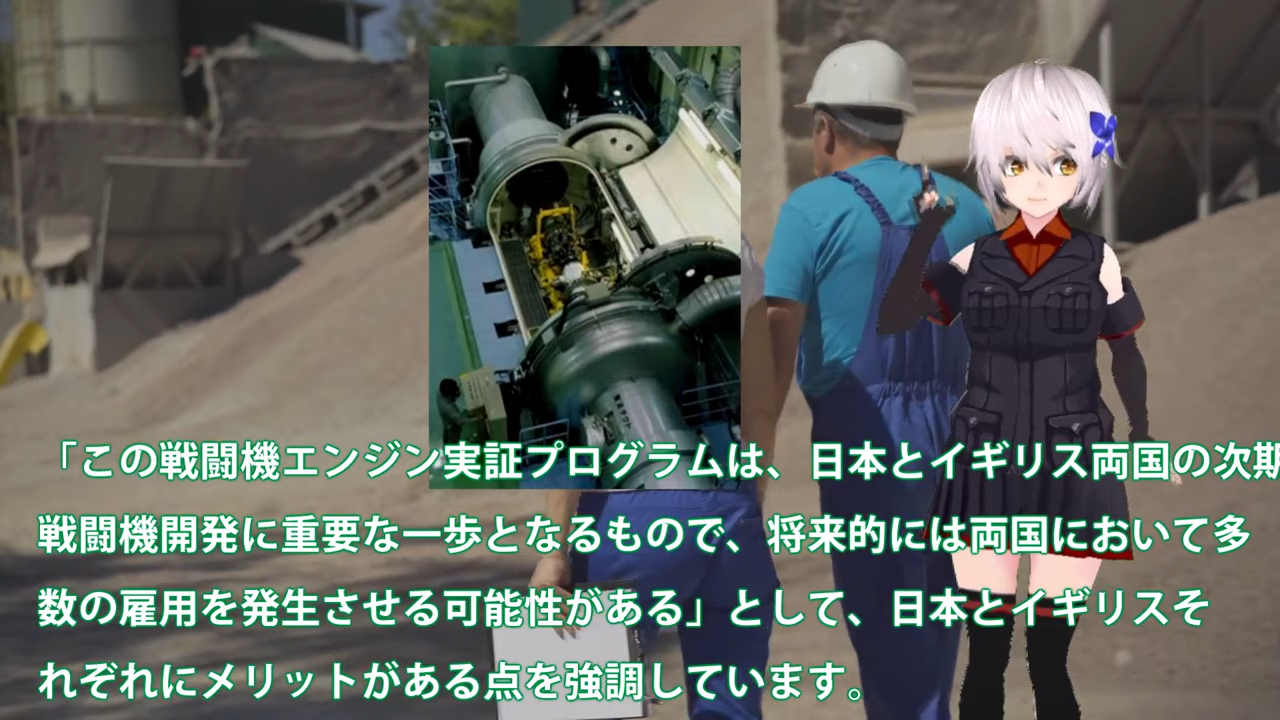 「この戦闘機エンジン実証プログラムは、日本とイギリス両国の次期
戦闘機開発に重要な一歩となるもので、将来的には両国において多
数の雇用を発生させる可能性がある」として、日本とイギリスそ
れぞれにメリットがある点を強調しています。